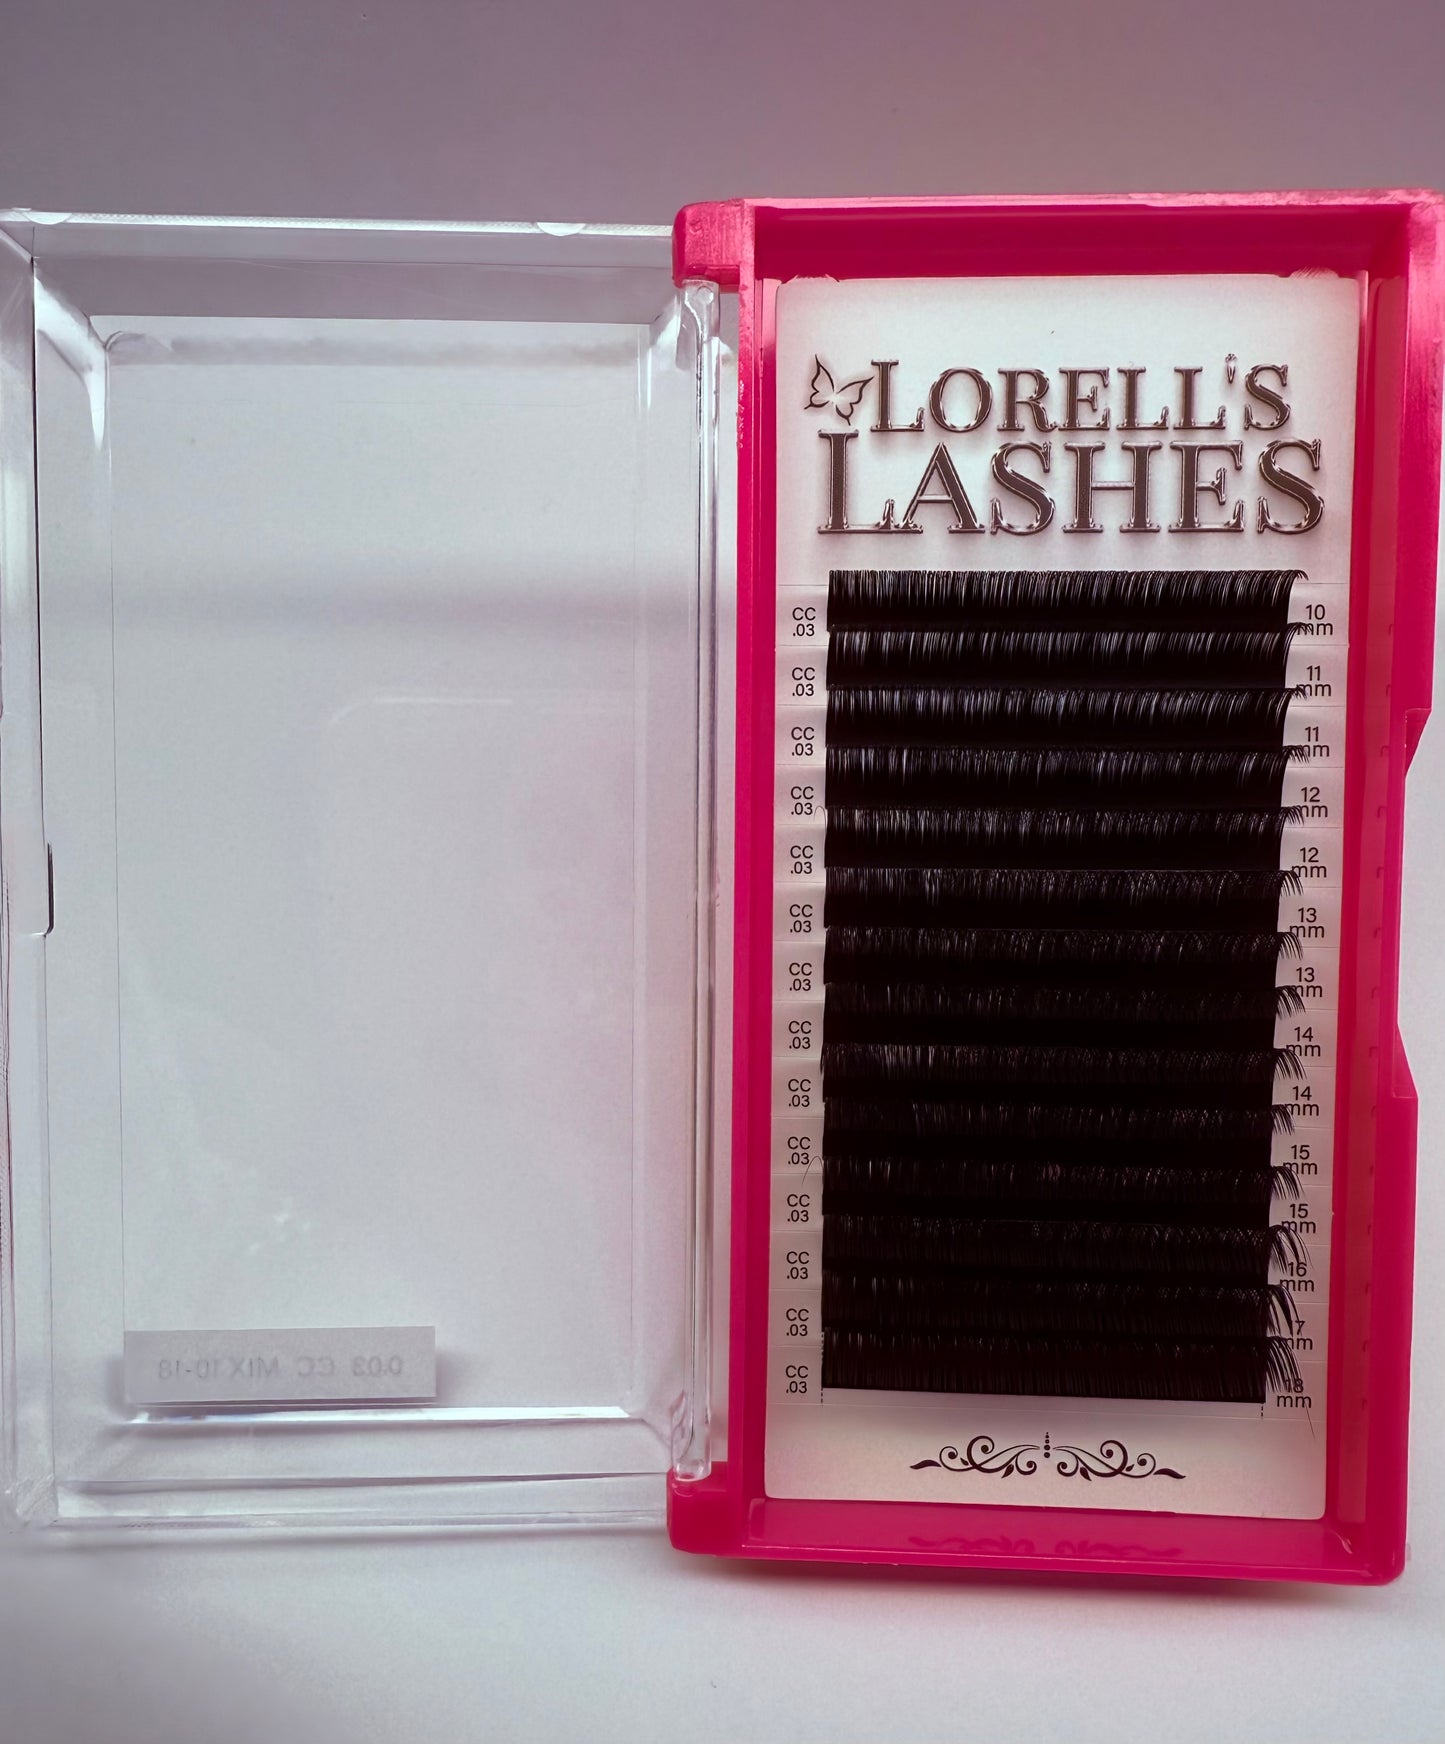 LORELL'S
LASHES
CC .03 10 mm
CC .03 11 mm
CC .03 11 mm
CC .03 12 mm
CC .03 12 mm
CC .03 13 mm
CC .03 13 mm
CC .03 14 mm
CC .03 14 mm
CC .03 15 mm
CC .03 15 mm
CC .03 16 mm
CC .03 17 mm
CC .03 18 mm
0.03 CC MIX 10-18